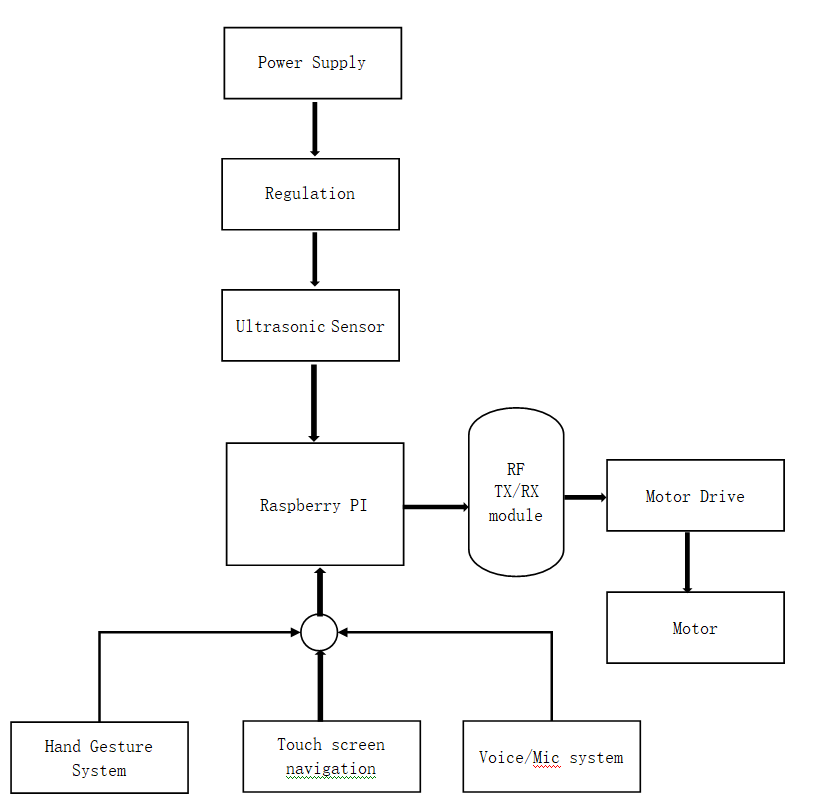 Power Supply
Regulation
Ultrasonic Sensor
Raspberry PI
RF
TX/RX
module
Motor Drive
Motor
Hand Gesture
System
Touch screen
navigation
Voice/Mic system